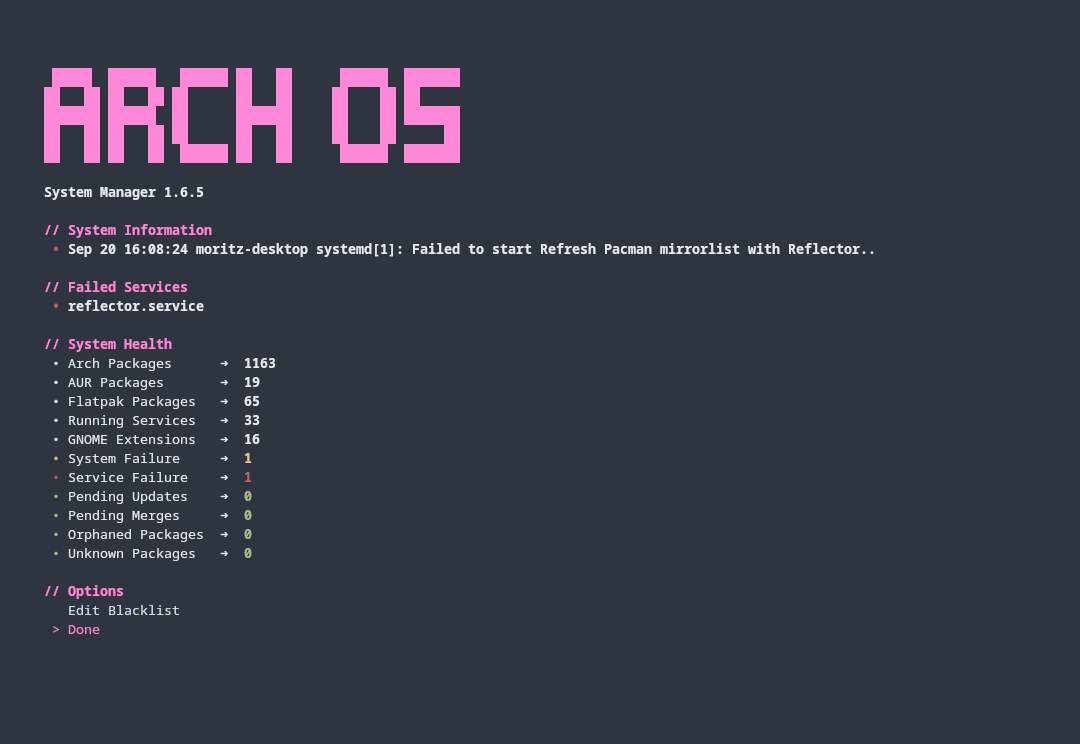 ARCH OS
System Manager 1.6.5
// System Information
• Sep 20 16:08:24 moritz-desktop systemd[1]: Failed to start Refresh Pacman mirrorlist with Reflector..
// Failed Services
• reflector.service
// System Health
• Arch Packages ➜ 1163
• AUR Packages ➜ 19
• Flatpak Packages ➜ 65
• Running Services ➜ 33
• GNOME Extensions ➜ 16
• System Failure ➜ 1
• Service Failure ➜ 1
• Pending Updates ➜ 0
• Pending Merges ➜ 0
• Orphaned Packages ➜ 0
• Unknown Packages ➜ 0
// Options
Edit Blacklist
> Done